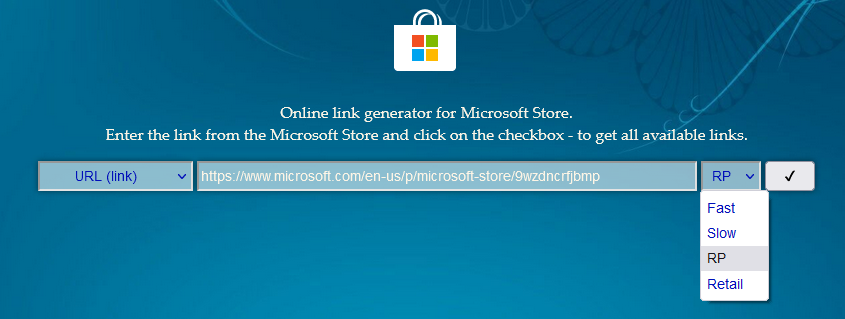 Online link generator for Microsoft Store.
Enter the link from the Microsoft Store and click on the checkbox - to get all available links.
URL (link) https://www.microsoft.com/en-us/p/microsoft-store/9wzdncrfjbmp RP ✓
Fast
Slow
RP
Retail